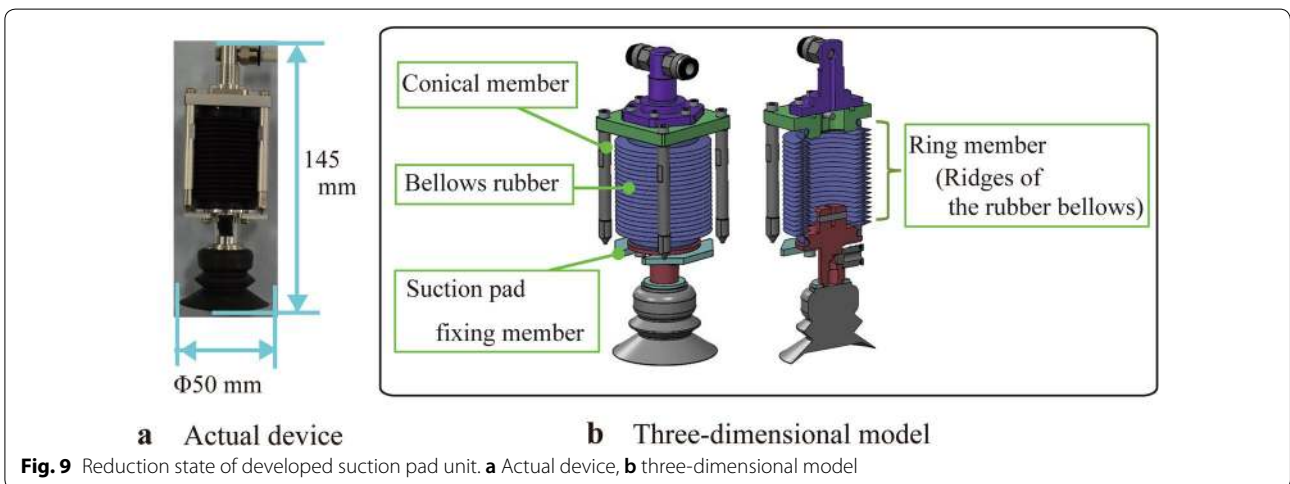 145
mm
Φ50 mm
Conical member
Bellows rubber
Suction pad
fixing member
Ring member
(Ridges of
the rubber bellows)
a Actual device
b Three-dimensional model
Fig. 9 Reduction state of developed suction pad unit. a Actual device, b three-dimensional model